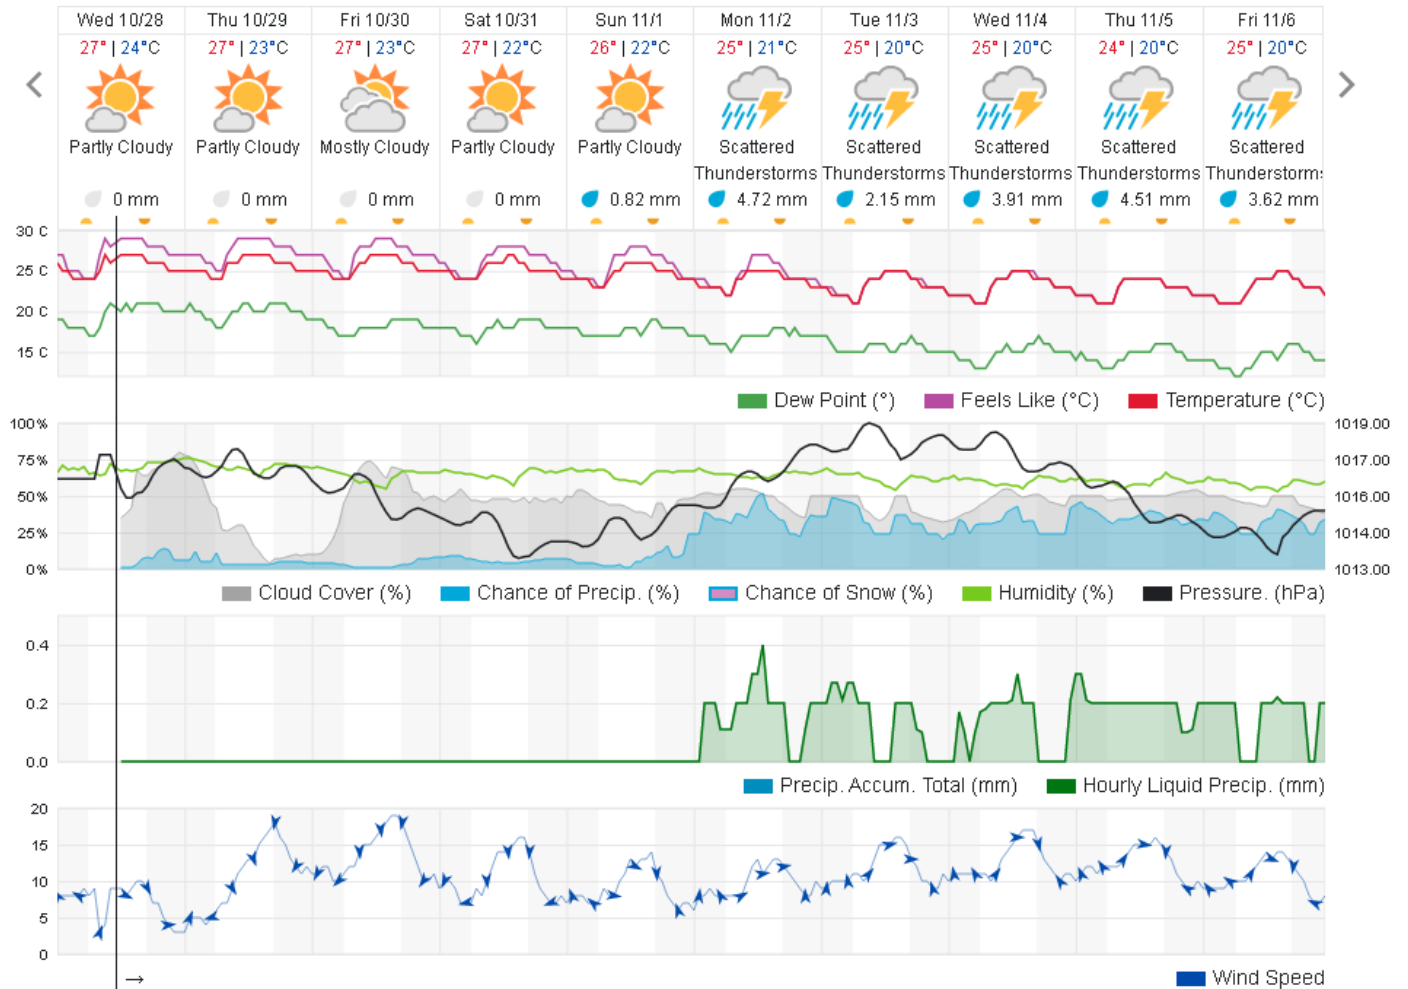 Wed 10/28 Thu 10/29 Fri 10/30 Sat 10/31 Sun 11/1 Mon 11/2 Tue 11/3 Wed 11/4 Thu 11/5 Fri 11/6
27° | 24°C 27° | 23°C 27° | 23°C 27° | 22°C 26° | 22°C 25° | 21°C 25° | 20°C 25° | 20°C 24° | 20°C 25° | 20°C
Partly Cloudy Partly Cloudy Mostly Cloudy Partly Cloudy Partly Cloudy Scattered Scattered Scattered Scattered Scattered
Thunderstorms Thunderstorms Thunderstorms Thunderstorms Thunderstorms
0 mm 0 mm 0 mm 0 mm 0.82 mm 4.72 mm 2.15 mm 3.91 mm 4.51 mm 3.62 mm
30 C
25 C
20 C
15 C
Dew Point (°) Feels Like (°C) Temperature (°C)
100% 1019.00
75% 1017.00
50% 1016.00
25% 1014.00
0% 1013.00
Cloud Cover (%) Chance of Precip. (%) Chance of Snow (%) Humidity (%) Pressure. (hPa)
0.4
0.2
0.0
Precip. Accum. Total (mm) Hourly Liquid Precip. (mm)
20
15
10
5
0
→
Wind Speed